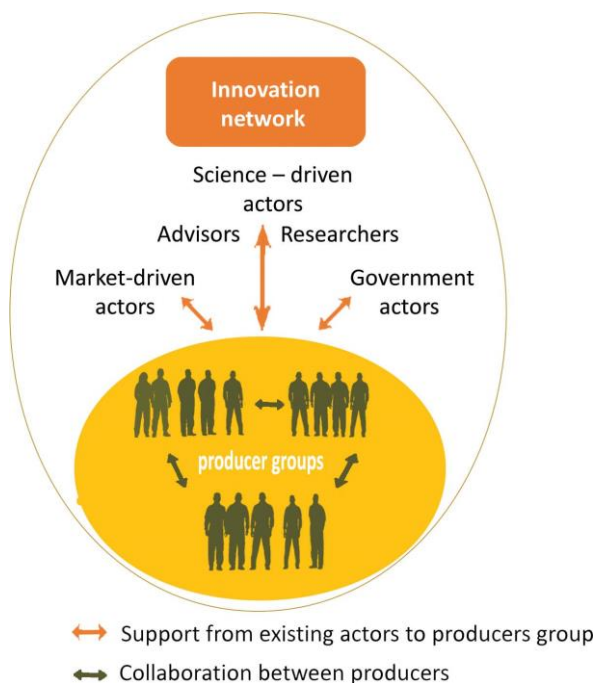 Innovation
network
Science – driven
actors
Advisors
Researchers
Market-driven
actors
Government
actors
producer groups
Support from existing actors to producers group
Collaboration between producers